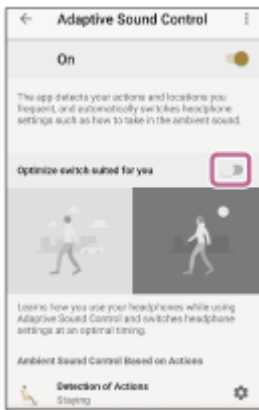 Adaptive Sound Control
On
The app detects your actions and locations you
frequent, and automatically switches headphone
settings such as how to take in the ambient sound.
Optimize switch suited for you
Learns how you use your headphones while using
Adaptive Sound Control and switches headphone
settings at an optimal timing.
Ambient Sound Control Based on Actions
Detection of Actions
Staying